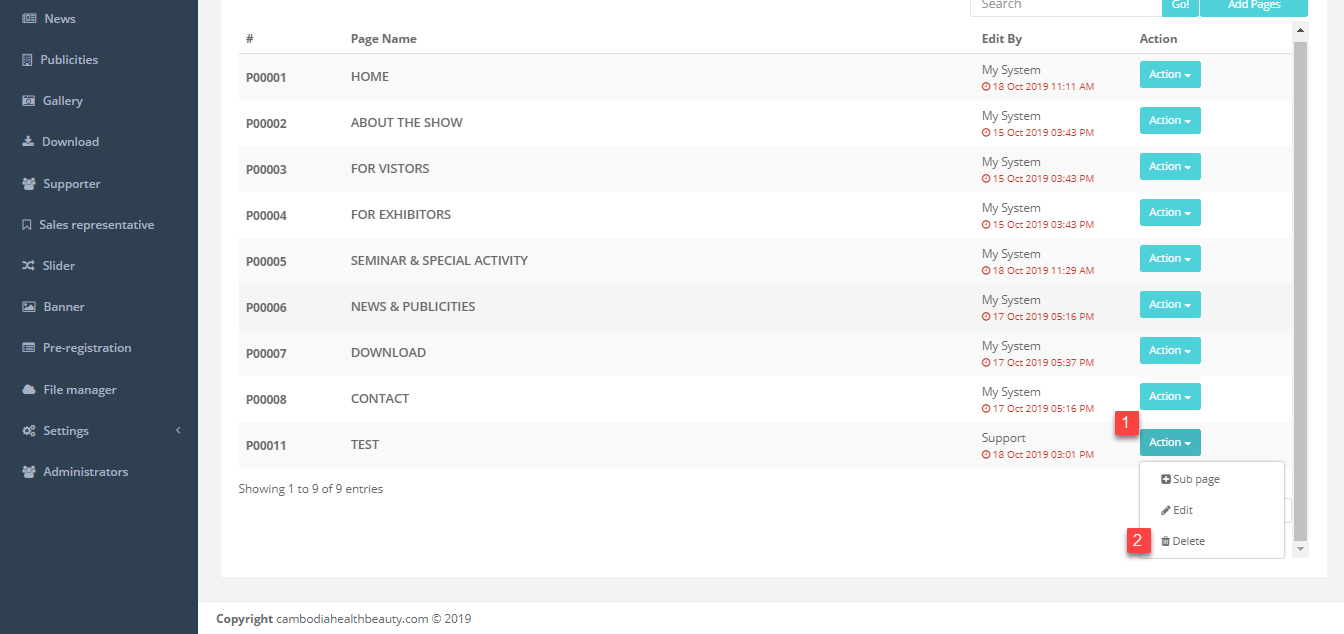 News
Publicities
Gallery
Download
Supporter
Sales representative
Slider
Banner
Pre-registration
File manager
Settings
Administrators
Search Go! Add Pages
# Page Name Edit By Action
P00001 HOME My System Action
18 Oct 2019 11:11 AM
P00002 ABOUT THE SHOW My System Action
15 Oct 2019 03:43 PM
P00003 FOR VISTORS My System Action
15 Oct 2019 03:43 PM
P00004 FOR EXHIBITORS My System Action
15 Oct 2019 03:43 PM
P00005 SEMINAR & SPECIAL ACTIVITY My System Action
18 Oct 2019 11:29 AM
P00006 NEWS & PUBLICITIES My System Action
17 Oct 2019 05:16 PM
P00007 DOWNLOAD My System Action
17 Oct 2019 05:37 PM
P00008 CONTACT My System Action
17 Oct 2019 05:16 PM
1
P00011 TEST Support Action
18 Oct 2019 03:01 PM
Sub page
Edit
2 Delete
Showing 1 to 9 of 9 entries
Copyright cambodiahealthbeauty.com © 2019